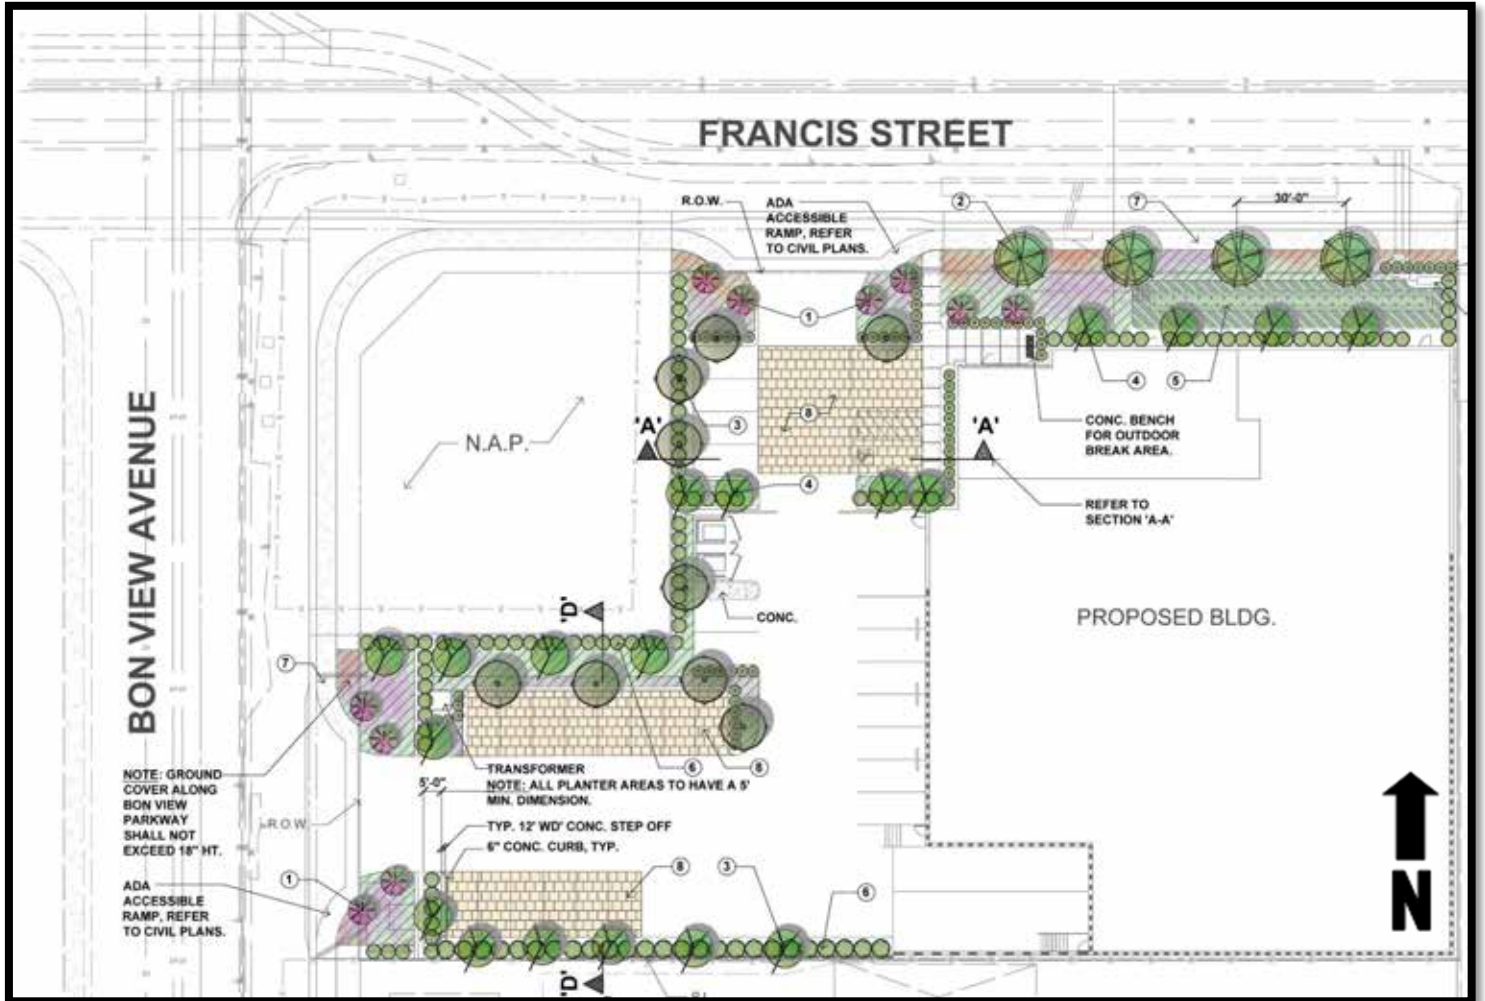 FRANCIS STREET
R.O.W.
ADA
ACCESSIBLE
RAMP, REFER
TO CIVIL PLANS.
2
7
30'-0"
1
4
5
3
8
'A'
'A'
N.A.P.
CONC. BENCH
FOR OUTDOOR
BREAK AREA.
4
REFER TO
SECTION 'A-A'
BON VIEW AVENUE
'D'
CONC.
PROPOSED BLDG.
7
NOTE: GROUND
COVER ALONG
BON VIEW
PARKWAY
SHALL NOT
EXCEED 18" HT.
5'-0"
TRANSFORMER
6
8
NOTE: ALL PLANTER AREAS TO HAVE A 5'
MIN. DIMENSION.
R.O.W.
TYP. 12' WD' CONC. STEP OFF
6" CONC. CURB, TYP.
1
8
3
6
ADA
ACCESSIBLE
RAMP, REFER
TO CIVIL PLANS.
'D'
N